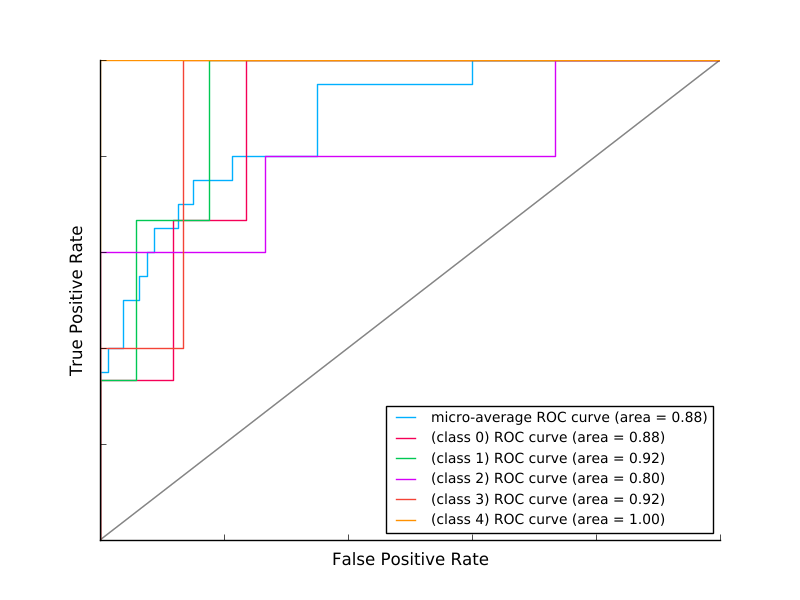 True Positive Rate
micro-average ROC curve (area = 0.88)
(class 0) ROC curve (area = 0.88)
(class 1) ROC curve (area = 0.92)
(class 2) ROC curve (area = 0.80)
(class 3) ROC curve (area = 0.92)
(class 4) ROC curve (area = 1.00)
False Positive Rate